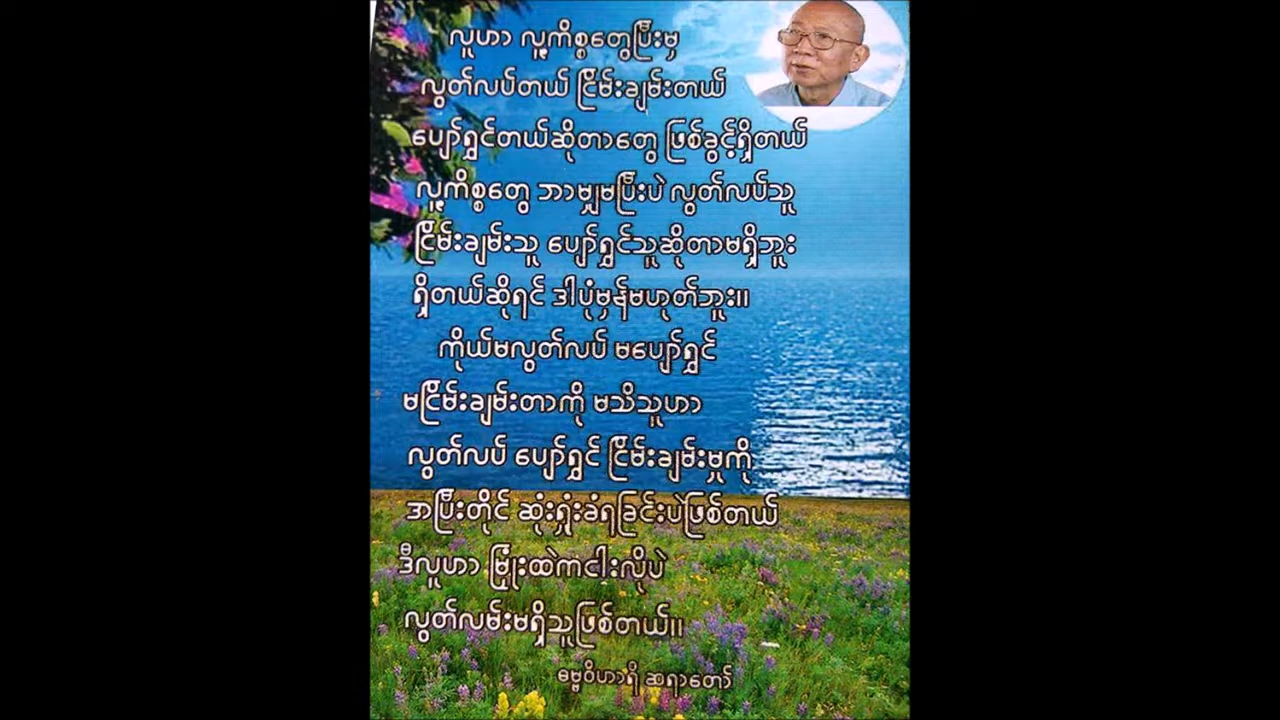 လူဟာ လူ့ကိစ္စတွေပြီးမှ
လွတ်လပ်တယ် ငြိမ်းချမ်းတယ်
ပျော်ရွှင်တယ်ဆိုတာတွေ ဖြစ်ခွင့်ရှိတယ်
လူ့ကိစ္စတွေ ဘာမျှမပြီးပဲ လွတ်လပ်သူ
ငြိမ်းချမ်းသူ ပျော်ရွှင်သူဆိုတာမရှိဘူး
ရှိတယ်ဆိုရင် ဒါပုံမှန်မဟုတ်ဘူး။
ကိုယ်မလွတ်လပ် မပျော်ရွှင်
မငြိမ်းချမ်းတာကို မသိသူဟာ
လွတ်လပ် ပျော်ရွှင် ငြိမ်းချမ်းမှုကို
အပြီးတိုင် ဆုံးရှုံးခံရခြင်းပဲဖြစ်တယ်
ဒီလူဟာ မြှုံးထဲကငါးလိုပဲ
လွတ်လမ်းမရှိသူဖြစ်တယ်။
ဓမ္မဝိဟာရီ ဆရာတော်